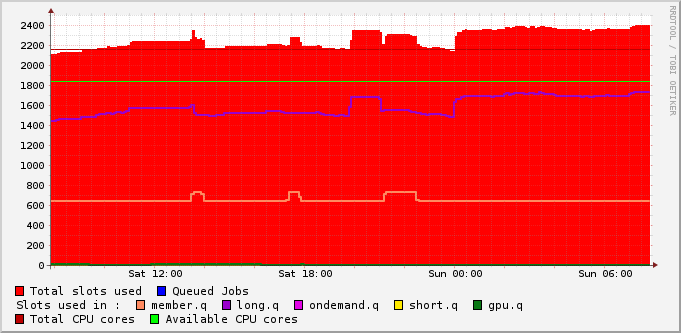 2400
2200
2000
1800
1600
1400
1200
1000
800
600
400
200
0
Sat 12:00 Sat 18:00 Sun 00:00 Sun 06:00
Total slots used Queued Jobs
Slots used in : member.q long.q ondemand.q short.q gpu.q
Total CPU cores Available CPU cores
RRDTOOL / TOBI OETIKER